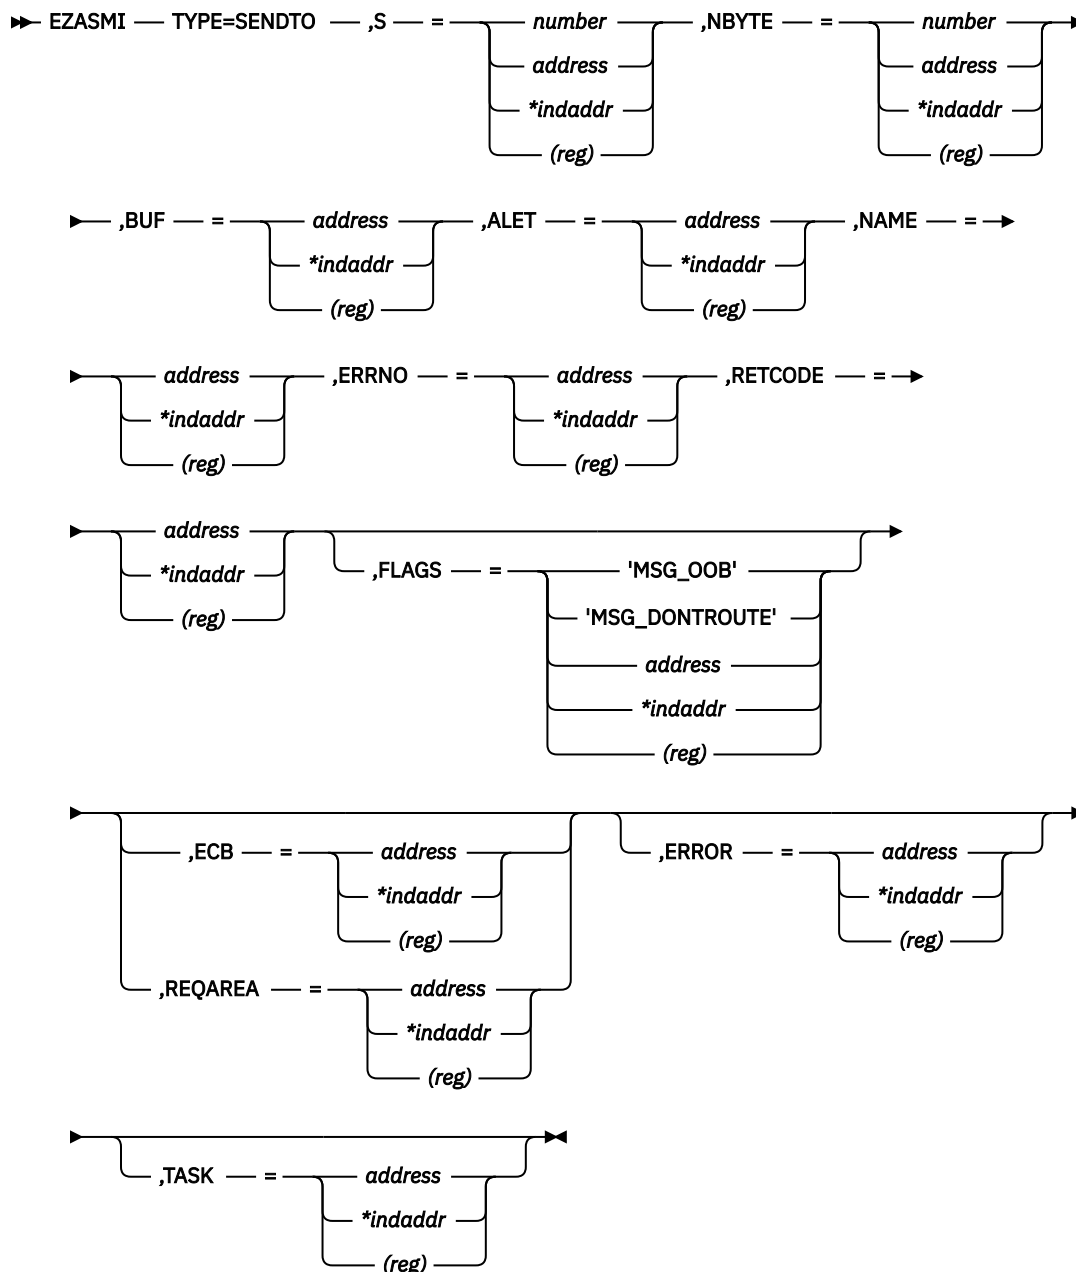 EZASMI TYPE=SENDTO ,S = number ,NBYTE = number
address address
*indaddr *indaddr
(reg) (reg)
,BUF = address ,ALET = address ,NAME =
*indaddr *indaddr
(reg) (reg)
address ,ERRNO = address ,RETCODE =
*indaddr *indaddr
(reg) (reg)
address
*indaddr ,FLAGS = 'MSG_OOB'
(reg) 'MSG_DONTROUTE'
address
*indaddr
(reg)
,ECB = address ,ERROR = address
*indaddr *indaddr
(reg) (reg)
,REQAREA = address
*indaddr
(reg)
,TASK = address
*indaddr
(reg)